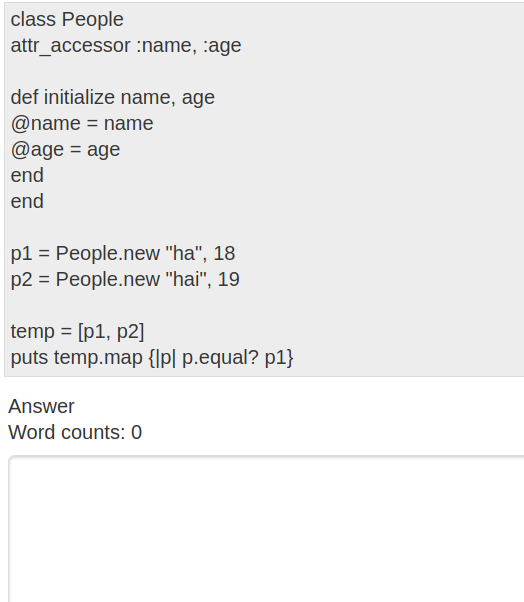 class People
attr_accessor :name, :age
def initialize name, age
@name = name
@age = age
end
end
p1 = People.new "ha", 18
p2 = People.new "hai", 19
temp = [p1, p2]
puts temp.map {|p| p.equal? p1}
Answer
Word counts: 0